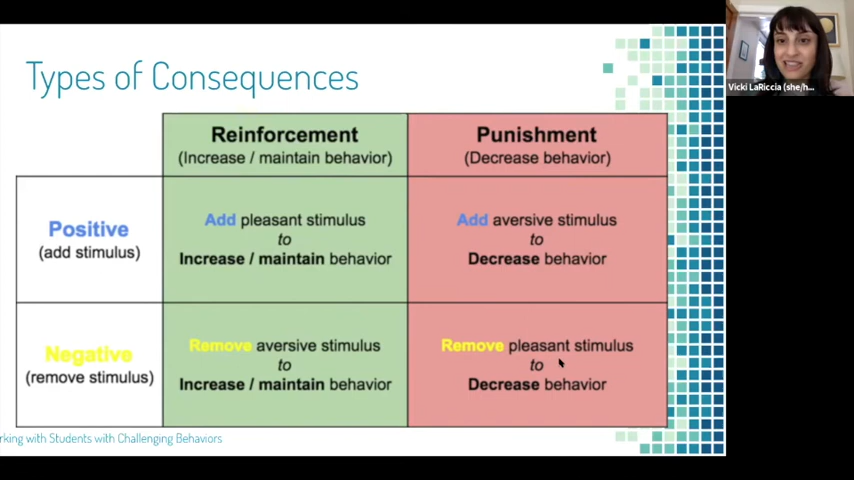 Types of Consequences
Vicki LaRiccia (she/h...
Reinforcement
(Increase / maintain behavior)
Punishment
(Decrease behavior)
Positive
(add stimulus)
Add pleasant stimulus
to
Increase / maintain behavior
Add aversive stimulus
to
Decrease behavior
Negative
(remove stimulus)
Remove aversive stimulus
to
Increase / maintain behavior
Remove pleasant stimulus
to
Decrease behavior
rking with Students with Challenging Behaviors